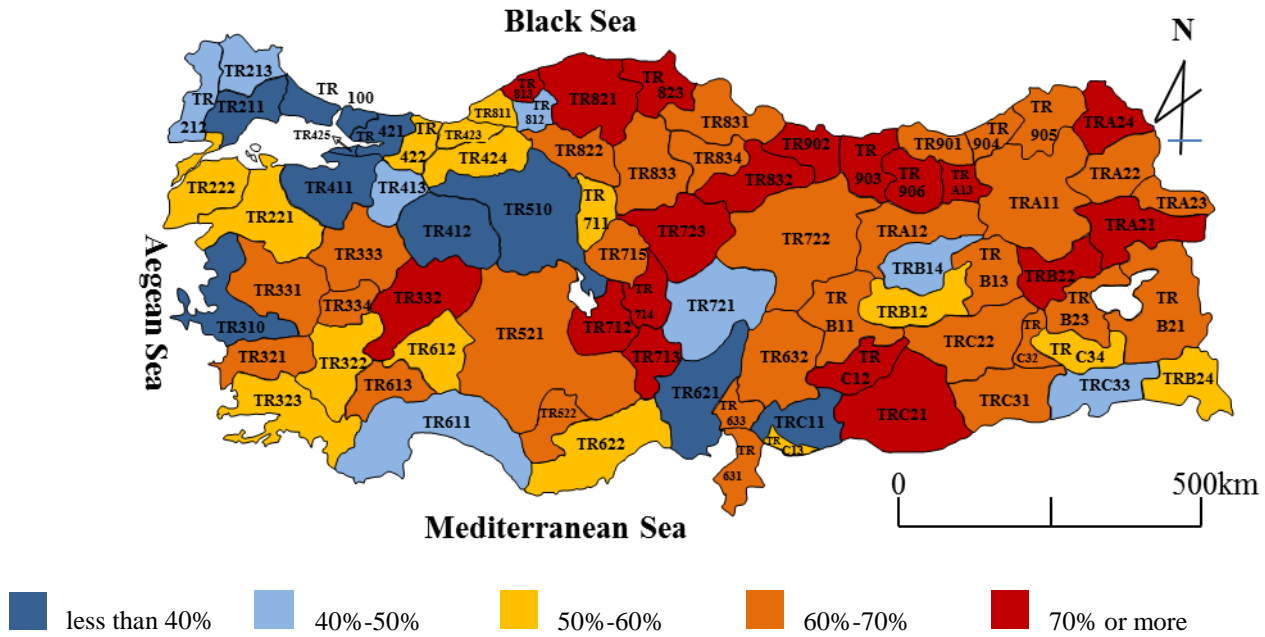 Black Sea
N
TR213
TR
212
TR211
TR
100
TR425
TR 421
TR
422
TR423
TR811
TR
812
TR
813
TR821
TR
823
TR831
TR424
TR822
TR833
TR834
TR832
TR902
TR
903
TR
906
TR901
TR
904
TR
905
TR
A13
TRA24
TRA22
TRA23
TRA21
TRA11
TR222
TR221
TR411
TR413
TR412
TR510
TR
711
TR715
TR723
TR722
TRA12
TRB14
TR
B13
TRB12
TRB22
TR
B23
TR
B21
Aegean Sea
TR333
TR331
TR334
TR332
TR310
TR321
TR322
TR323
TR612
TR613
TR611
TR521
TR522
TR622
TR712
TR
714
TR713
TR721
TR621
TR632
TR
B11
TR
633
TR
631
TRC11
TR
C13
TR
C12
TRC21
TRC22
TR
C32
TRC31
TR C34
TRC33
TRB24
0 500km
Mediterranean Sea
less than 40% 40%-50% 50%-60% 60%-70% 70% or more